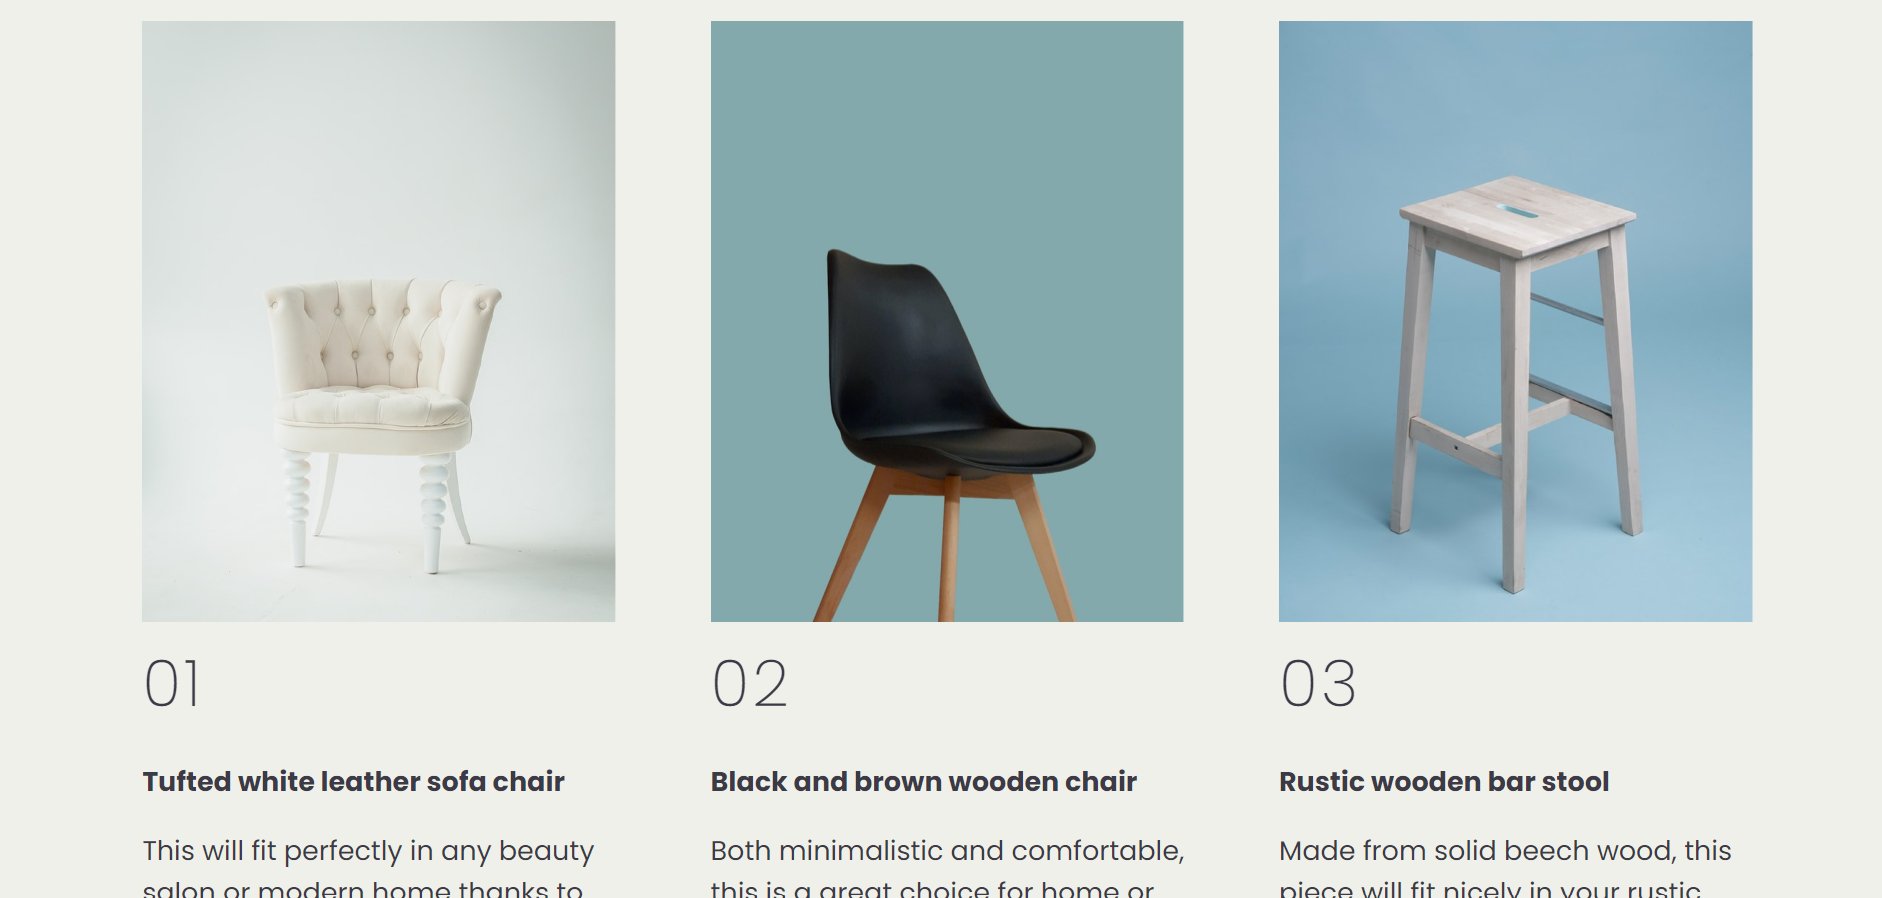 01
Tufted white leather sofa chair
This will fit perfectly in any beauty
salon or modern home thanks to
02
Black and brown wooden chair
Both minimalistic and comfortable,
this is a great choice for home or
03
Rustic wooden bar stool
Made from solid beech wood, this
piece will fit nicely in your rustic